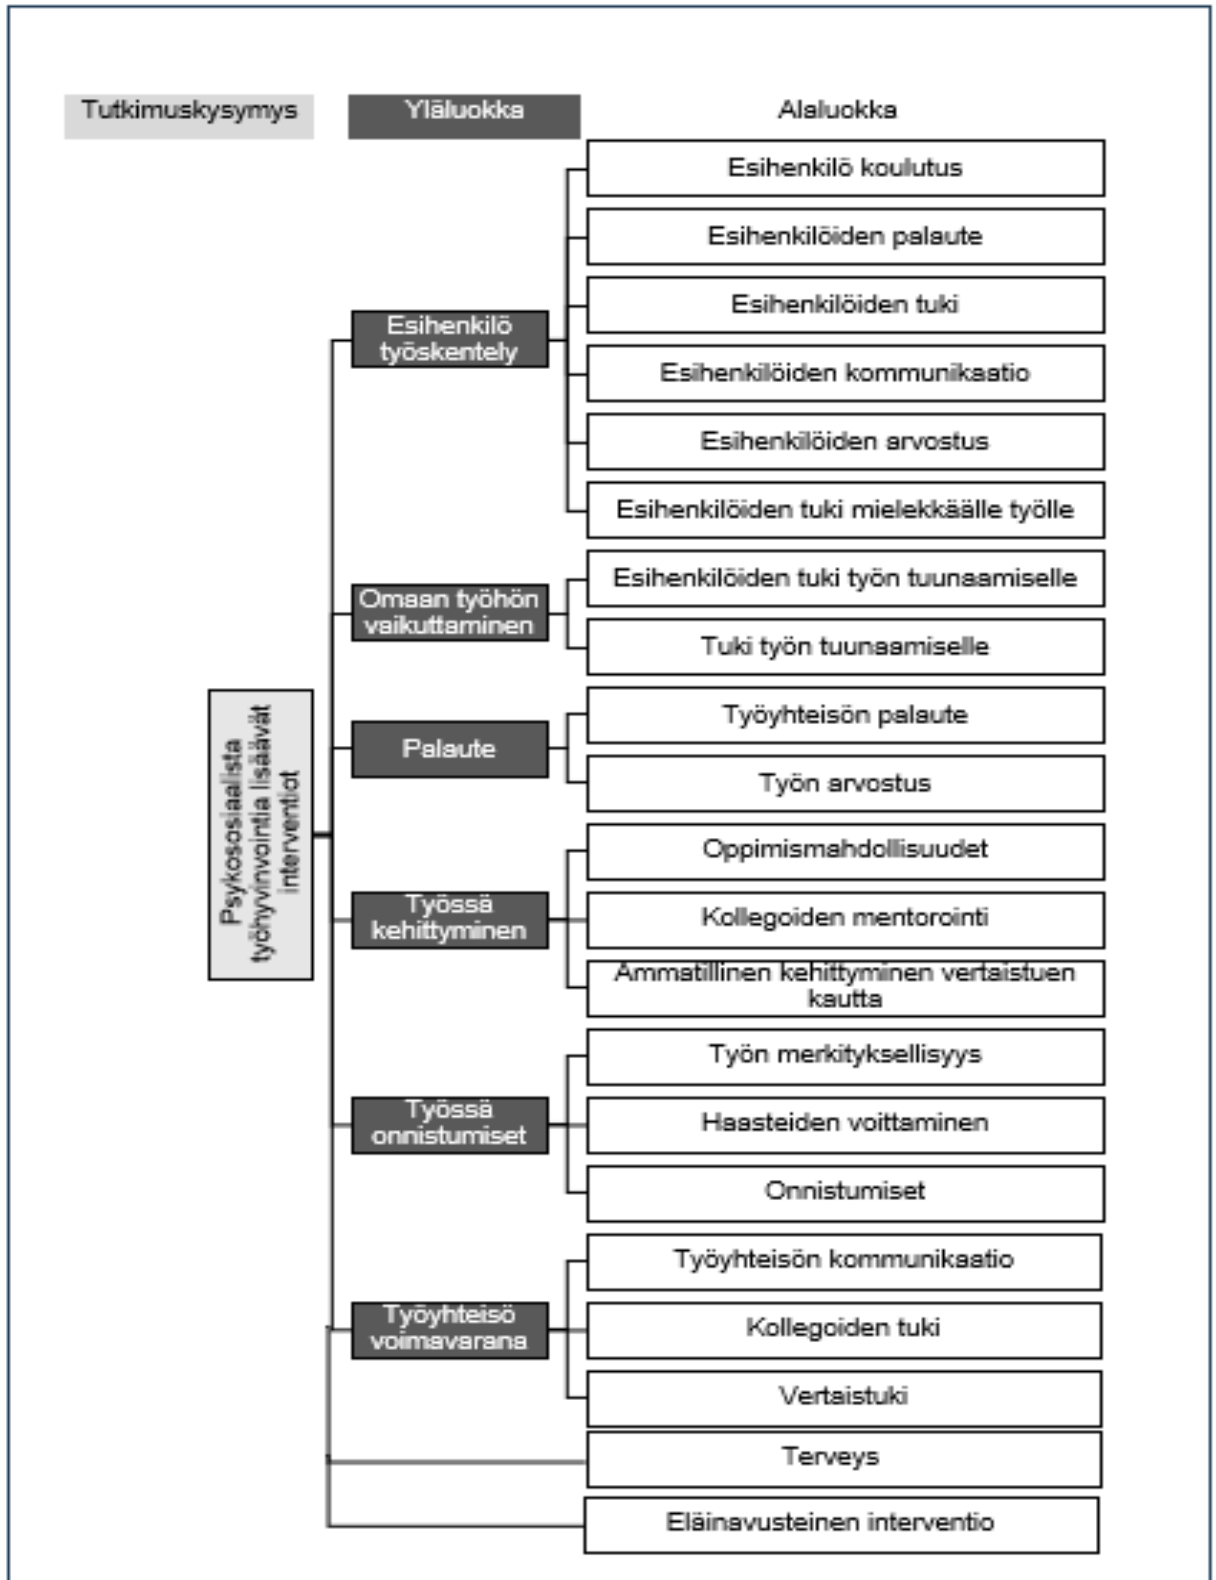 Tutkimuskysymys
Yläluokka
Alaluokka
Psykososiaalista
työhyvinvointia lisäävät
interventiot
Esihenkilö
työskentely
Esihenkilö koulutus
Esihenkilöiden palaute
Esihenkilöiden tuki
Esihenkilöiden kommunikaatio
Esihenkilöiden arvostus
Esihenkilöiden tuki mielekkäälle työlle
Omaan työhön
vaikuttaminen
Esihenkilöiden tuki työn tuunaamiselle
Tuki työn tuunaamiselle
Palaute
Työyhteisön palaute
Työn arvostus
Työssä
kehittyminen
Oppimismahdollisuudet
Kollegoiden mentorointi
Ammatillinen kehittyminen vertaistuen
kautta
Työssä
onnistumiset
Työn merkityksellisyys
Haasteiden voittaminen
Onnistumiset
Työyhteisö
voimavarana
Työyhteisön kommunikaatio
Kollegoiden tuki
Vertaistuki
Terveys
Eläinavusteinen interventio